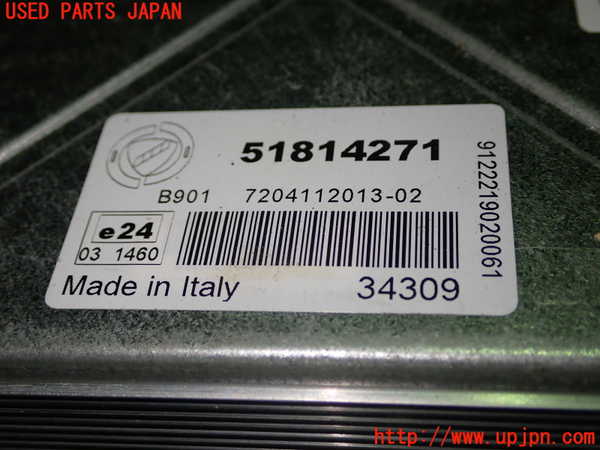 USED PARTS JAPAN
51814271
B901 7204112013-02
e24
03 1460
Made in Italy 34309
9122219020061
http://www.upjpn.com/